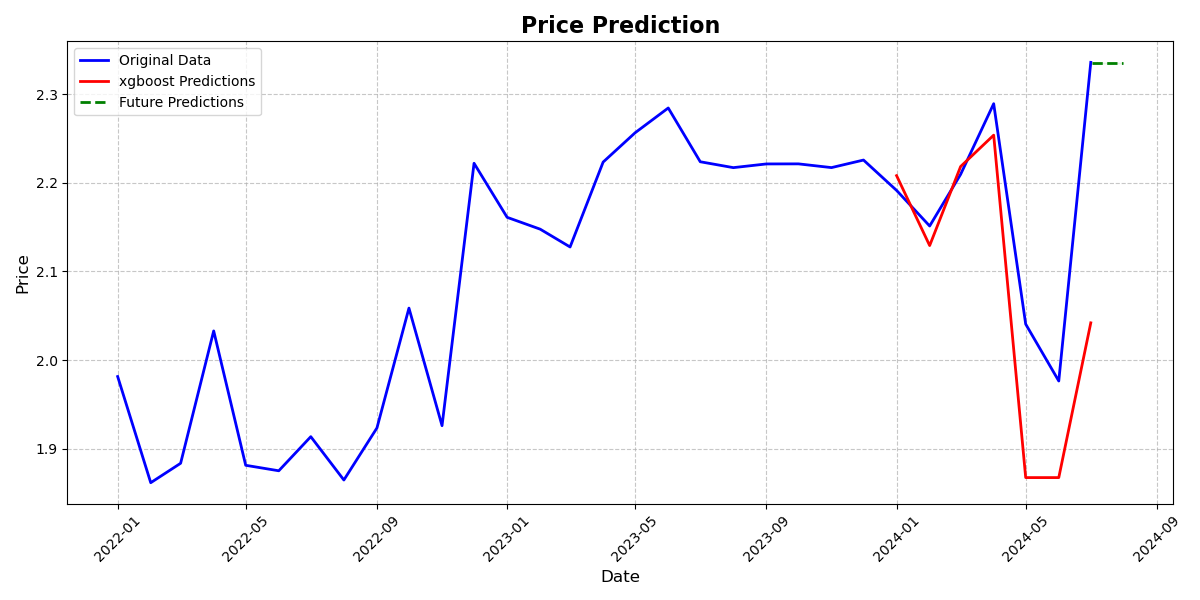 Price Prediction
Original Data
xgboost Predictions
Future Predictions
Price
2.3
2.2
2.1
2.0
1.9
2022-01
2022-05
2022-09
2023-01
2023-05
2023-09
2024-01
2024-05
2024-09
Date